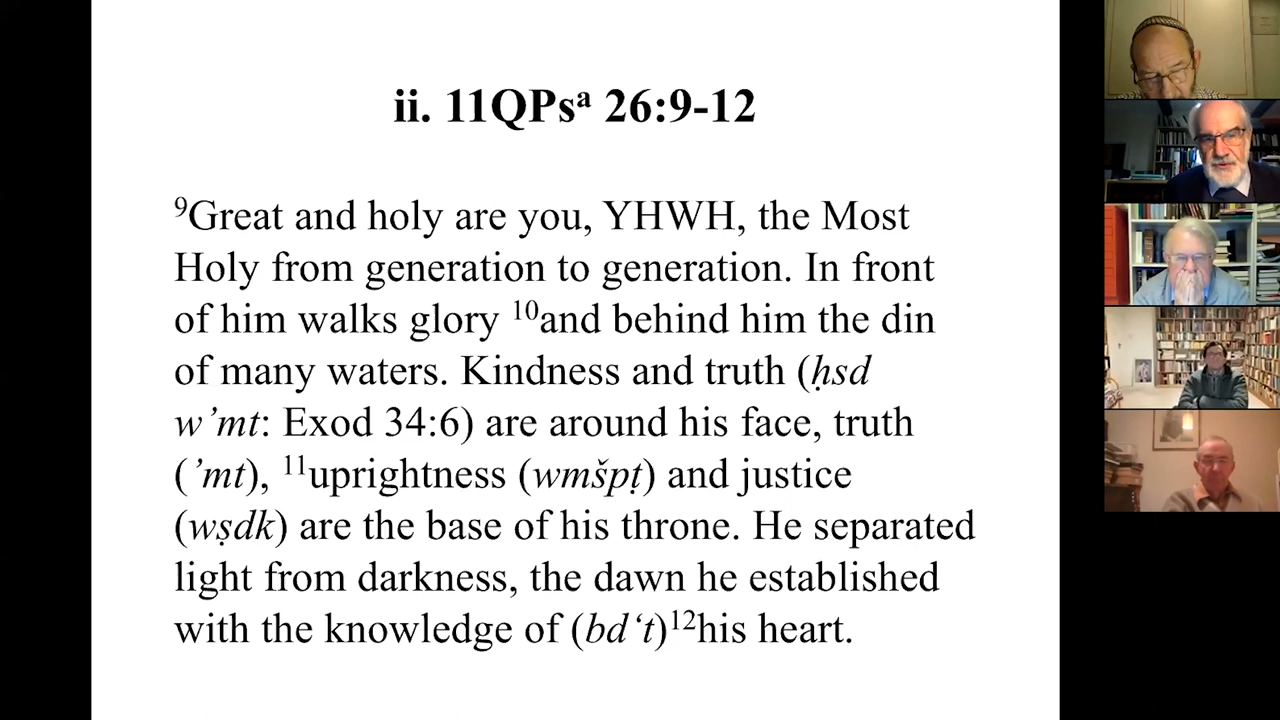 ii. 11QPsᵃ 26:9-12
⁹Great and holy are you, YHWH, the Most
Holy from generation to generation. In front
of him walks glory ¹⁰and behind him the din
of many waters. Kindness and truth (ḥsd
w’mt: Exod 34:6) are around his face, truth
(’mt), ¹¹uprightness (wmšpṭ) and justice
(wṣdk) are the base of his throne. He separated
light from darkness, the dawn he established
with the knowledge of (bd‘t)¹²his heart.